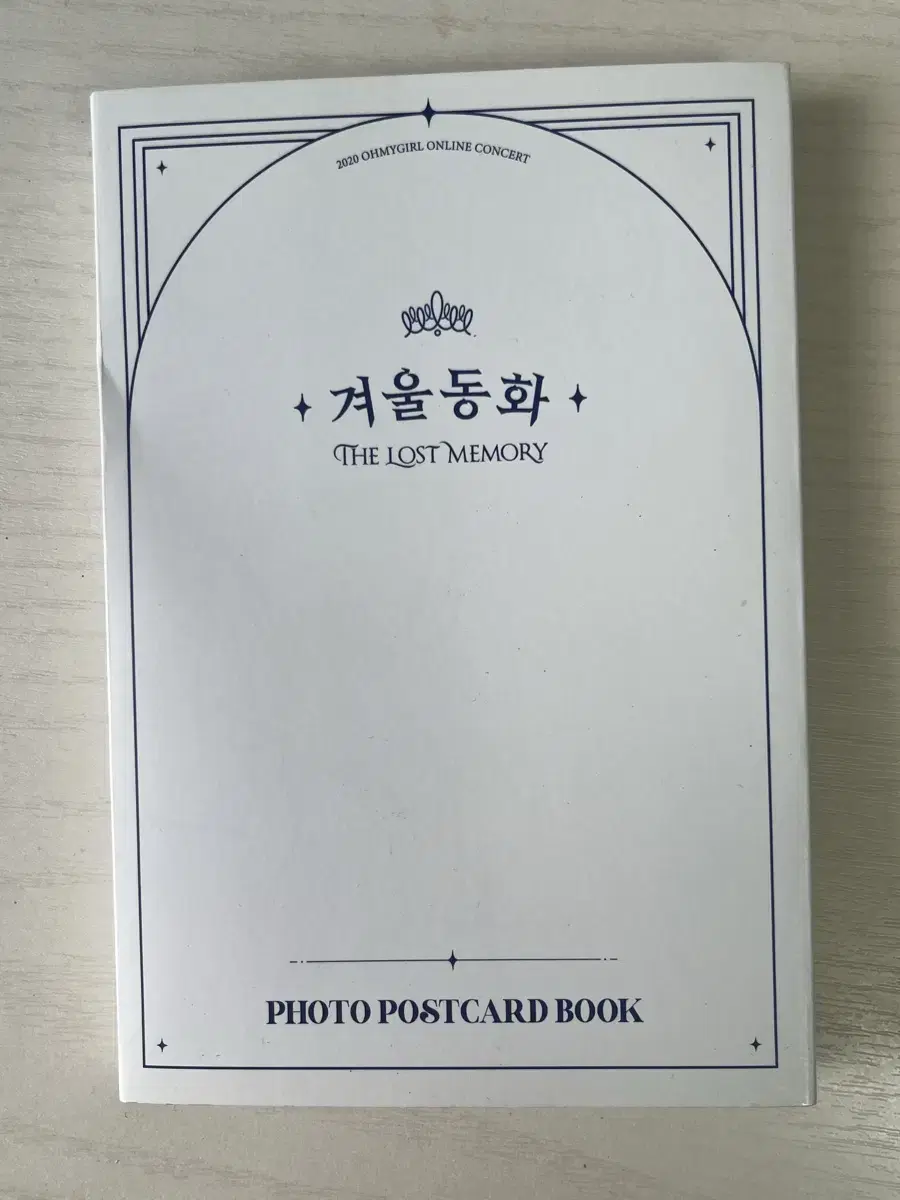 2020 OHMYGIRL ONLINE CONCERT
겨울동화
THE LOST MEMORY
PHOTO POSTCARD BOOK